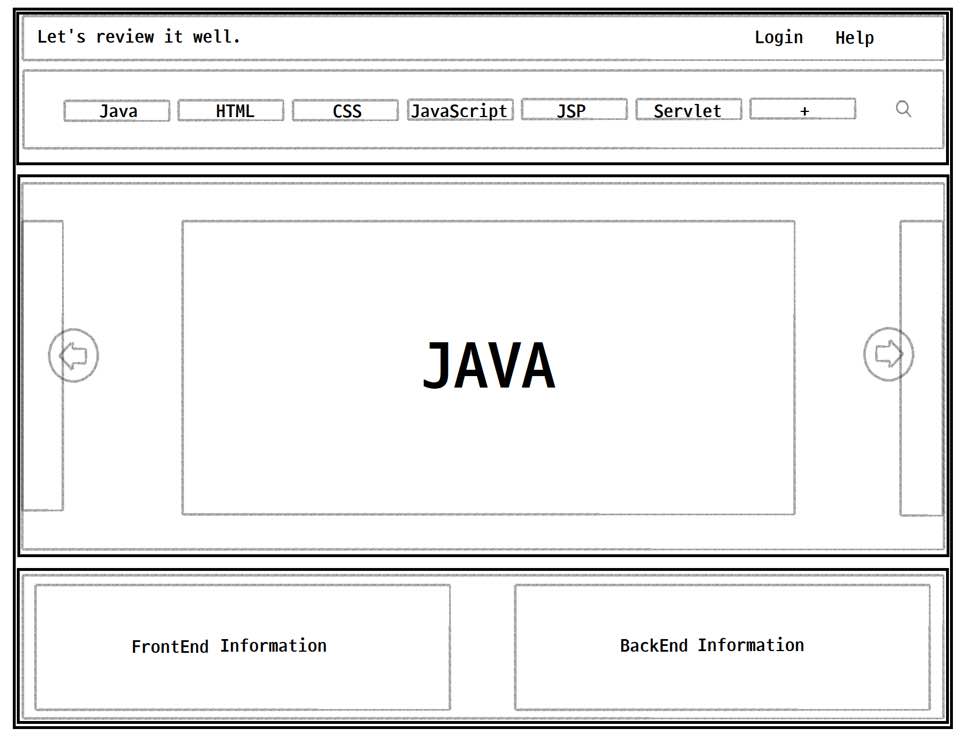 Let's review it well. Login Help
Java HTML CSS JavaScript JSP Servlet +
JAVA
FrontEnd Information BackEnd Information